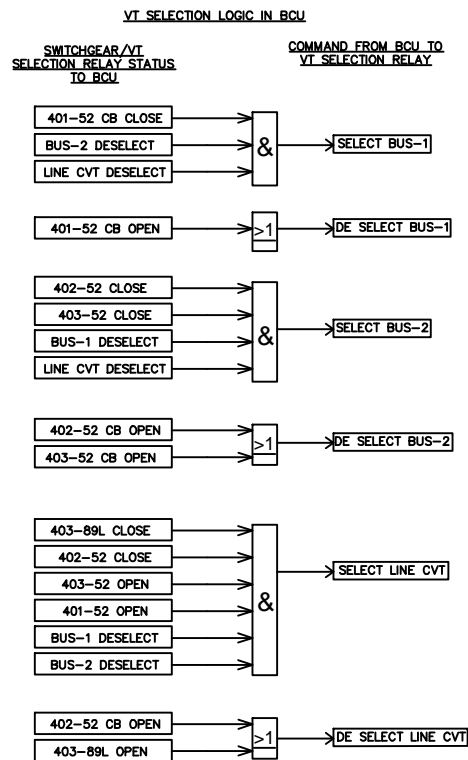 VT SELECTION LOGIC IN BCU
SWITCHGEAR/VT
SELECTION RELAY STATUS
TO BCU
COMMAND FROM BCU TO
VT SELECTION RELAY
401-52 CB CLOSE
BUS-2 DESELECT
LINE CVT DESELECT
&
SELECT BUS-1
401-52 CB OPEN
>1
DE SELECT BUS-1
402-52 CLOSE
403-52 CLOSE
BUS-1 DESELECT
LINE CVT DESELECT
&
SELECT BUS-2
402-52 CB OPEN
403-52 CB OPEN
>1
DE SELECT BUS-2
403-89L CLOSE
402-52 CLOSE
403-52 OPEN
401-52 OPEN
BUS-1 DESELECT
BUS-2 DESELECT
&
SELECT LINE CVT
402-52 CB OPEN
403-89L OPEN
>1
DE SELECT LINE CVT